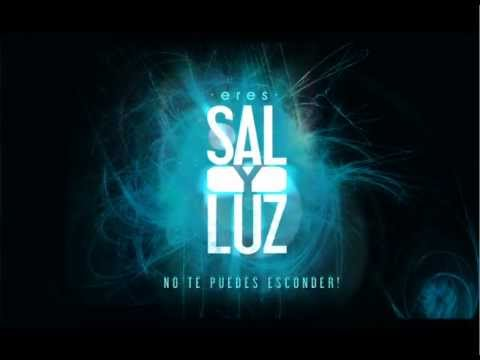 ·eres·
SAL
Y
LUZ
NO TE PUEDES ESCONDER!